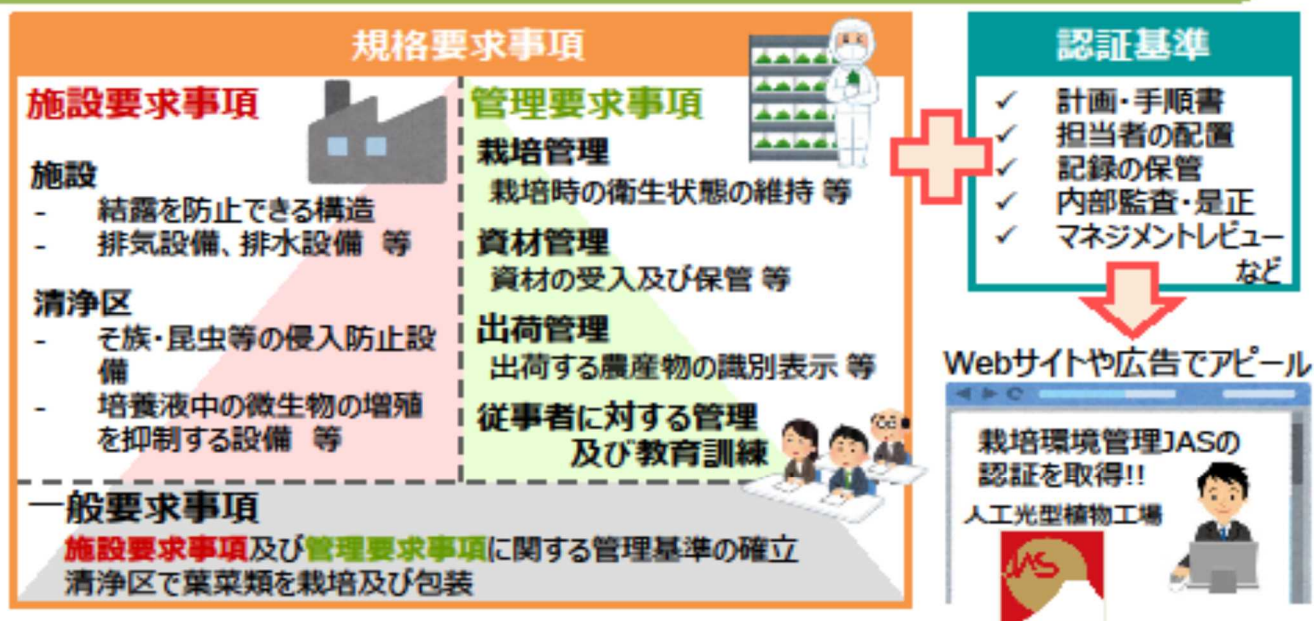 規格要求事項
施設要求事項
施設
- 結露を防止できる構造
- 排気設備、排水設備 等
清浄区
- そ族・昆虫等の侵入防止設
備
- 培養液中の微生物の増殖
を抑制する設備 等
管理要求事項
栽培管理
栽培時の衛生状態の維持 等
資材管理
資材の受入及び保管 等
出荷管理
出荷する農産物の識別表示 等
従事者に対する管理
及び教育訓練
一般要求事項
施設要求事項及び管理要求事項に関する管理基準の確立
清浄区で葉菜類を栽培及び包装
認証基準
✓ 計画・手順書
✓ 担当者の配置
✓ 記録の保管
✓ 内部監査・是正
✓ マネジメントレビュー
など
Webサイトや広告でアピール
栽培環境管理JASの
認証を取得!!
人工光型植物工場
JAS